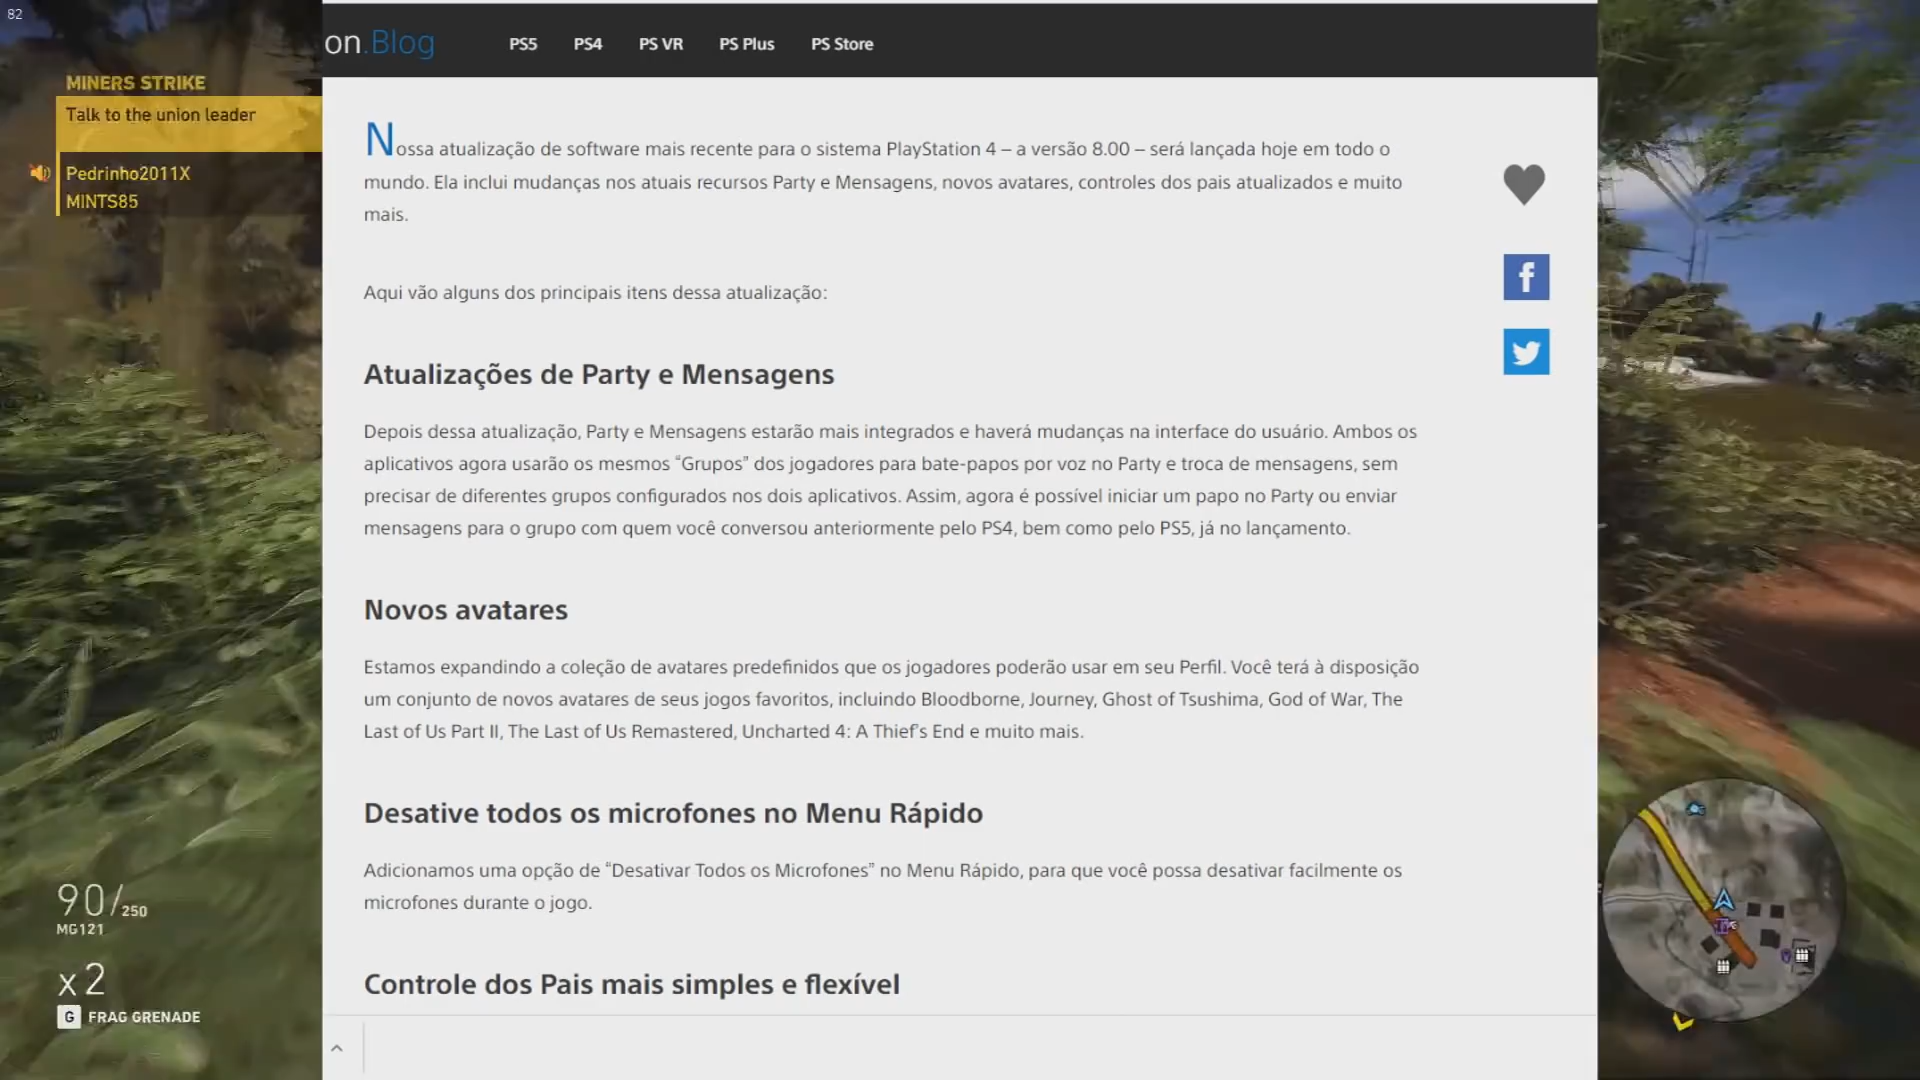 82
on.Blog
PS5 PS4 PS VR PS Plus PS Store
MINERS STRIKE
Talk to the union leader
Pedrinho2011X
MINTS85
Nossa atualização de software mais recente para o sistema PlayStation 4 – a versão 8.00 – será lançada hoje em todo o
mundo. Ela inclui mudanças nos atuais recursos Party e Mensagens, novos avatares, controles dos pais atualizados e muito
mais.
Aqui vão alguns dos principais itens dessa atualização:
Atualizações de Party e Mensagens
Depois dessa atualização, Party e Mensagens estarão mais integrados e haverá mudanças na interface do usuário. Ambos os
aplicativos agora usarão os mesmos “Grupos” dos jogadores para bate-papos por voz no Party e troca de mensagens, sem
precisar de diferentes grupos configurados nos dois aplicativos. Assim, agora é possível iniciar um papo no Party ou enviar
mensagens para o grupo com quem você conversou anteriormente pelo PS4, bem como pelo PS5, já no lançamento.
Novos avatares
Estamos expandindo a coleção de avatares predefinidos que os jogadores poderão usar em seu Perfil. Você terá à disposição
um conjunto de novos avatares de seus jogos favoritos, incluindo Bloodborne, Journey, Ghost of Tsushima, God of War, The
Last of Us Part II, The Last of Us Remastered, Uncharted 4: A Thief’s End e muito mais.
Desative todos os microfones no Menu Rápido
Adicionamos uma opção de “Desativar Todos os Microfones” no Menu Rápido, para que você possa desativar facilmente os
microfones durante o jogo.
Controle dos Pais mais simples e flexível
90/250
MG121
x2
G FRAG GRENADE